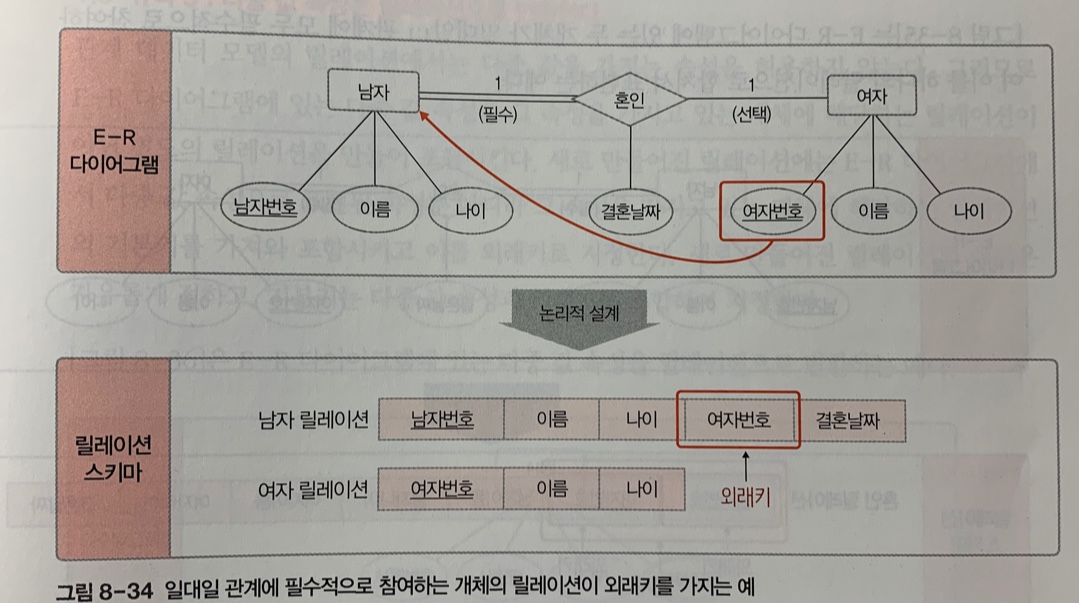 E-R
다이어그램
남자
1
(필수)
혼인
1
(선택)
여자
남자번호
이름
나이
결혼날짜
여자번호
이름
나이
논리적 설계
릴레이션
스키마
남자 릴레이션 남자번호 이름 나이 여자번호 결혼날짜
여자 릴레이션 여자번호 이름 나이
외래키
그림 8-34 일대일 관계에 필수적으로 참여하는 개체의 릴레이션이 외래키를 가지는 예